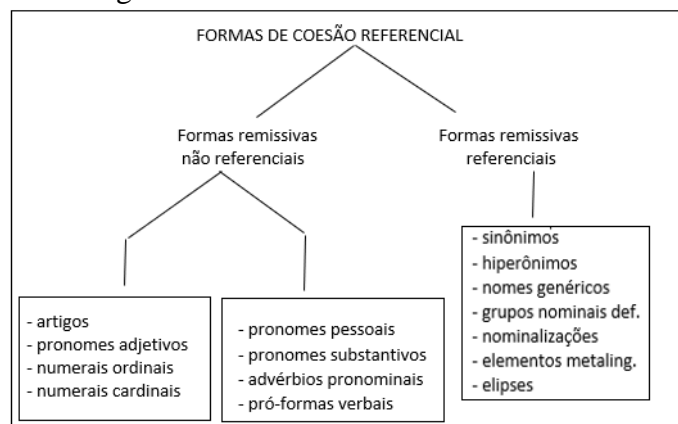 FORMAS DE COESÃO REFERENCIAL
Formas remissivas
não referenciais
Formas remissivas
referenciais
- artigos
- pronomes adjetivos
- numerais ordinais
- numerais cardinais
- pronomes pessoais
- pronomes substantivos
- advérbios pronominais
- pró-formas verbais
- sinônimos
- hiperônimos
- nomes genéricos
- grupos nominais def.
- nominalizações
- elementos metaling.
- elipses